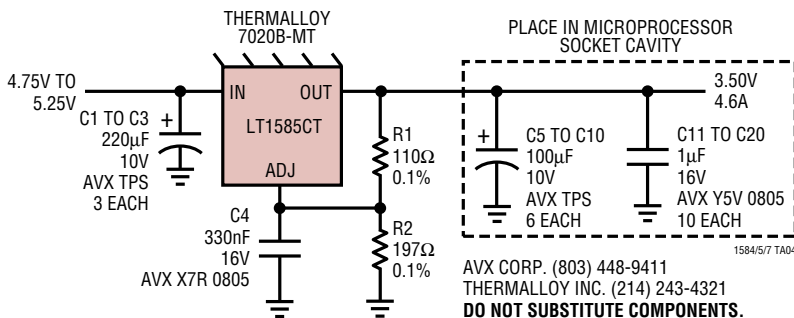 THERMALLOY
7020B-MT
PLACE IN MICROPROCESSOR
SOCKET CAVITY
4.75V TO
5.25V
IN
OUT
LT1585CT
ADJ
3.50V
4.6A
C1 TO C3
+
220µF
10V
AVX TPS
3 EACH
R1
110Ω
0.1%
+
C5 TO C10
100µF
10V
AVX TPS
6 EACH
C11 TO C20
1µF
16V
AVX Y5V 0805
10 EACH
C4
330nF
16V
AVX X7R 0805
R2
197Ω
0.1%
1584/5/7 TA04
AVX CORP. (803) 448-9411
THERMALLOY INC. (214) 243-4321
DO NOT SUBSTITUTE COMPONENTS.